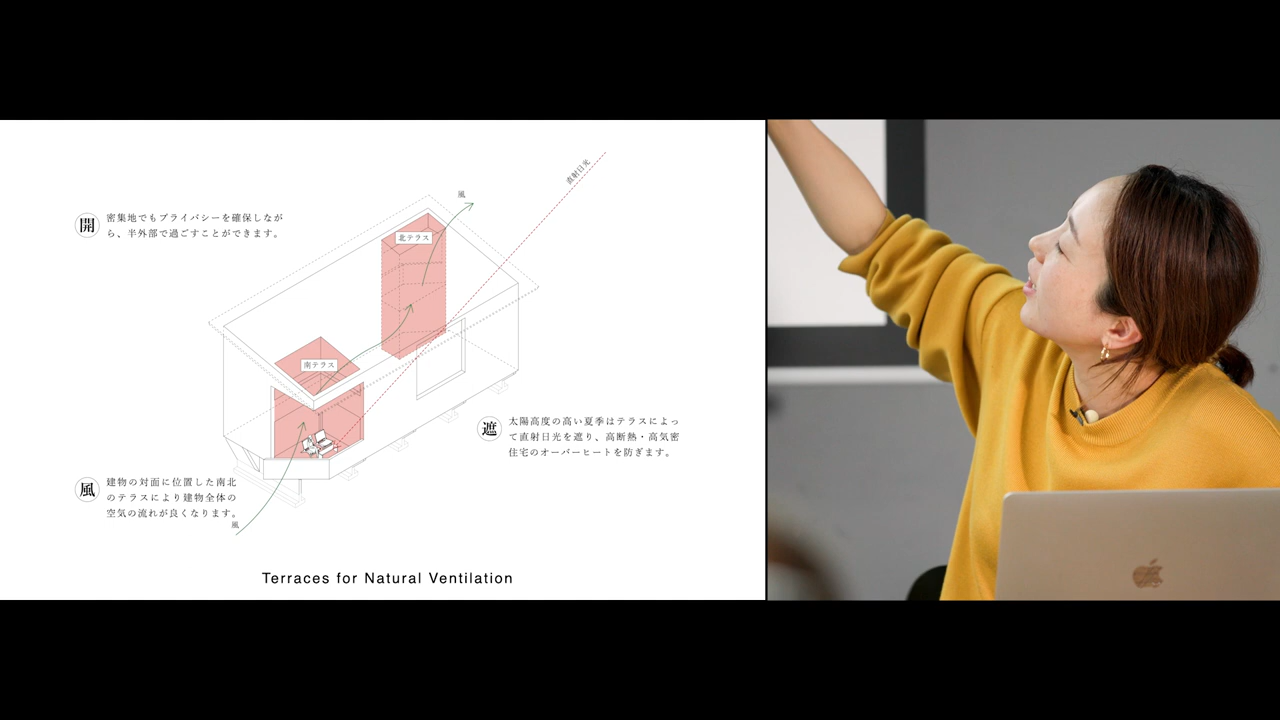 直射日光
風
開
密集地でもプライバシーを確保しなが
ら、半外部で過ごすことができます。
北テラス
南テラス
遮
太陽高度の高い夏季はテラスによっ
て直射日光を遮り、高断熱・高気密
住宅のオーバーヒートを防ぎます。
風
建物の対面に位置した南北
のテラスにより建物全体の
空気の流れが良くなります。
風
Terraces for Natural Ventilation